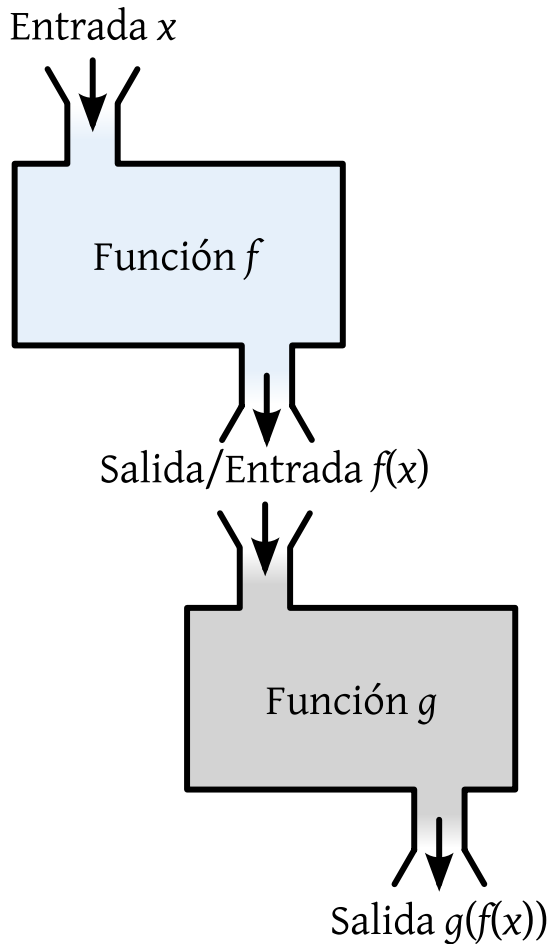 Entrada x
Función f
Salida/Entrada f(x)
Función g
Salida g(f(x))